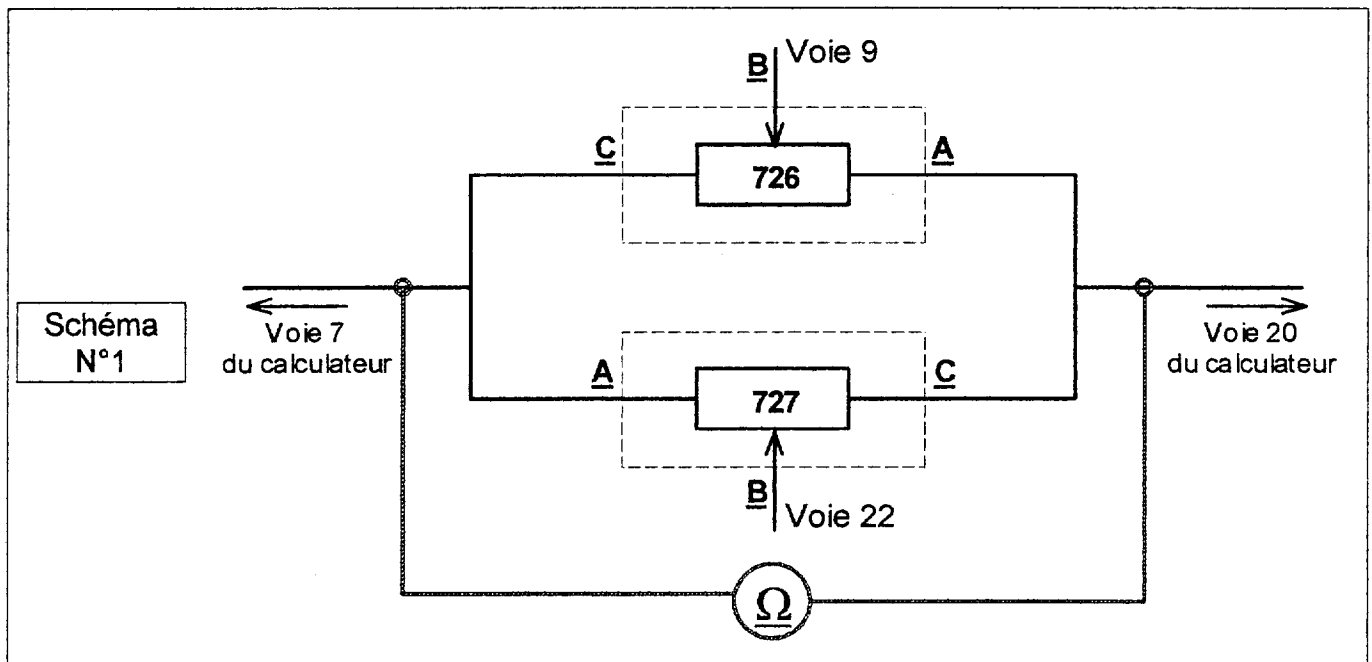 B Voie 9
C
A
726
Schéma
N°1
Voie 7
du calculateur
Voie 20
du calculateur
A
C
727
B
Voie 22
Ω